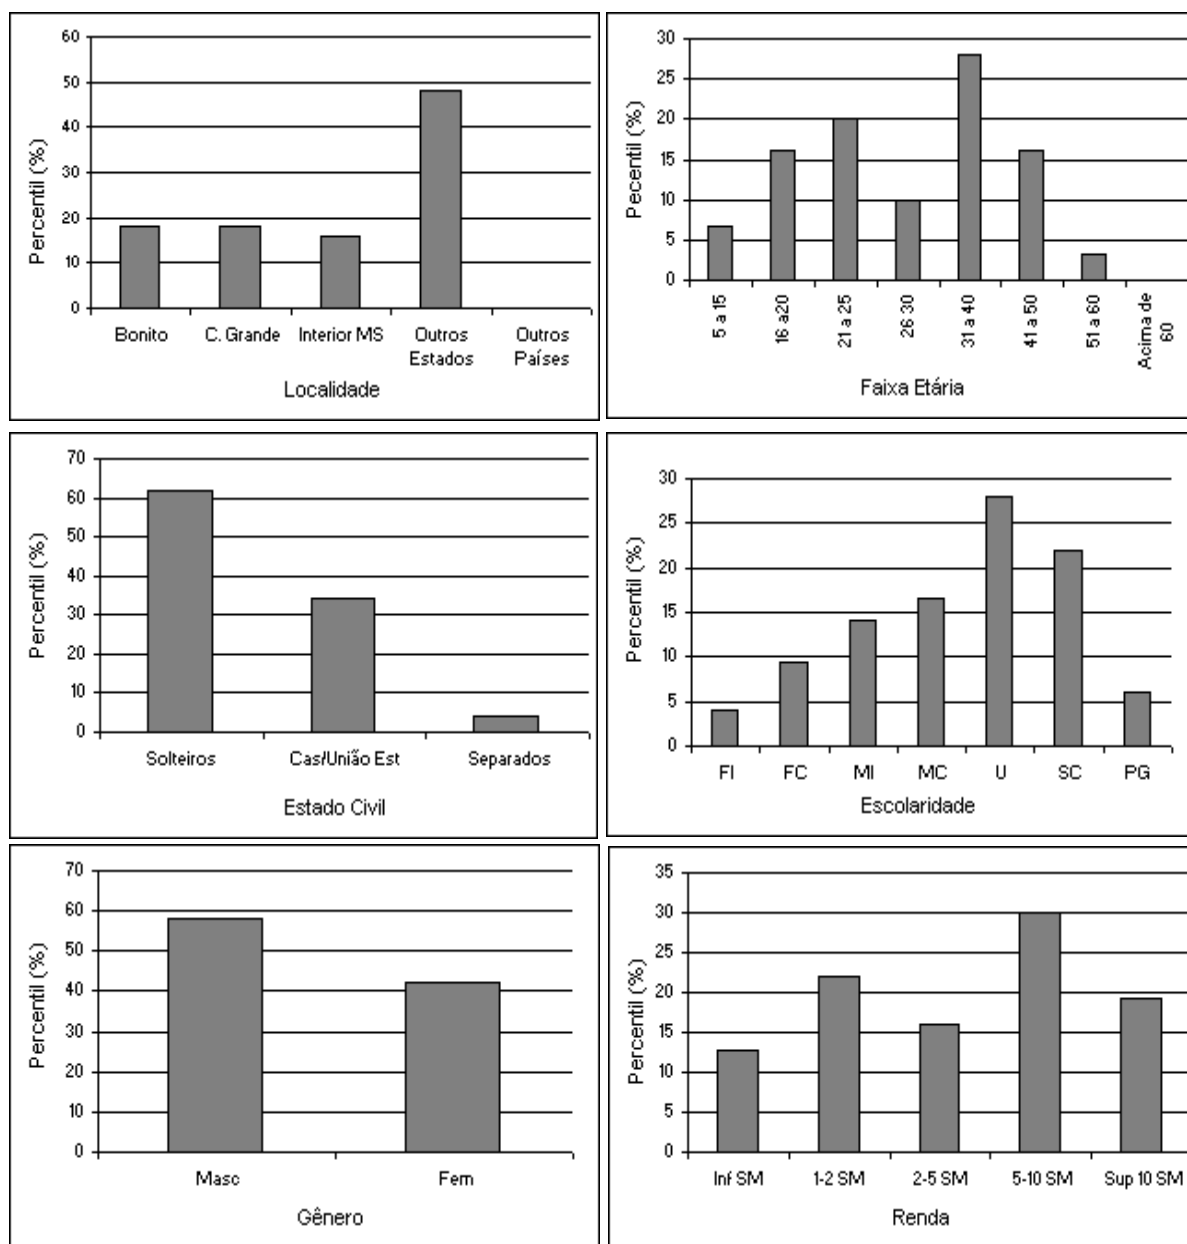 60
50
40
30
20
10
0
Percentil (%)
Bonito C. Grande Interior MS Outros Estados Outros Países
Localidade
30
25
20
15
10
5
0
Pecentil (%)
5 a 15 16 a20 21 a 25 26 30 31 a 40 41 a 50 51 a 60 Acima de 60
Faixa Etária
70
60
50
40
30
20
10
0
Percentil (%)
Solteiros Cas/União Est Separados
Estado Civil
30
25
20
15
10
5
0
Percentil (%)
FI FC MI MC U SC PG
Escolaridade
70
60
50
40
30
20
10
0
Percentil (%)
Masc Fem
Gênero
35
30
25
20
15
10
5
0
Percentil (%)
Inf SM 1-2 SM 2-5 SM 5-10 SM Sup 10 SM
Renda